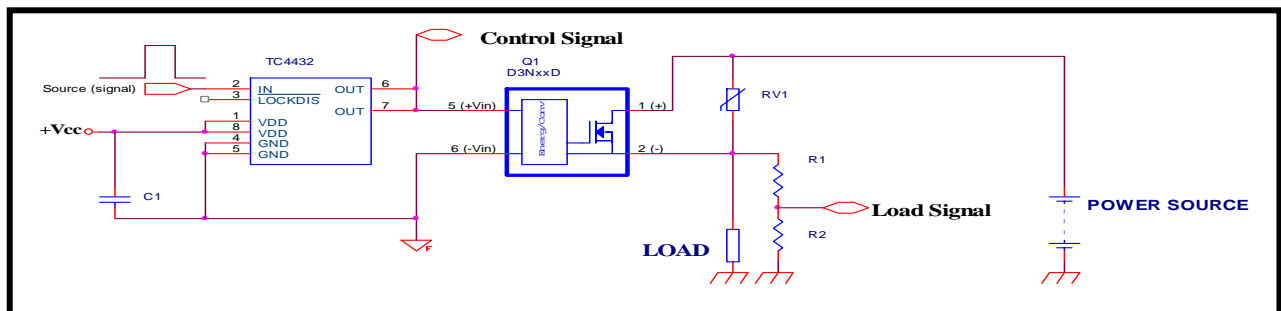 Control Signal
TC4432
Q1
D3NxxD
Source (signal)
2
IN
OUT
6
3
LOCKDIS
OUT
7
5 (+Vin)
1 (+)
RV1
+Vcc
1
VDD
8
VDD
4
GND
5
GND
Energ/Conv
6 (-Vin)
2 (-)
R1
C1
Load Signal
POWER SOURCE
R2
LOAD
F